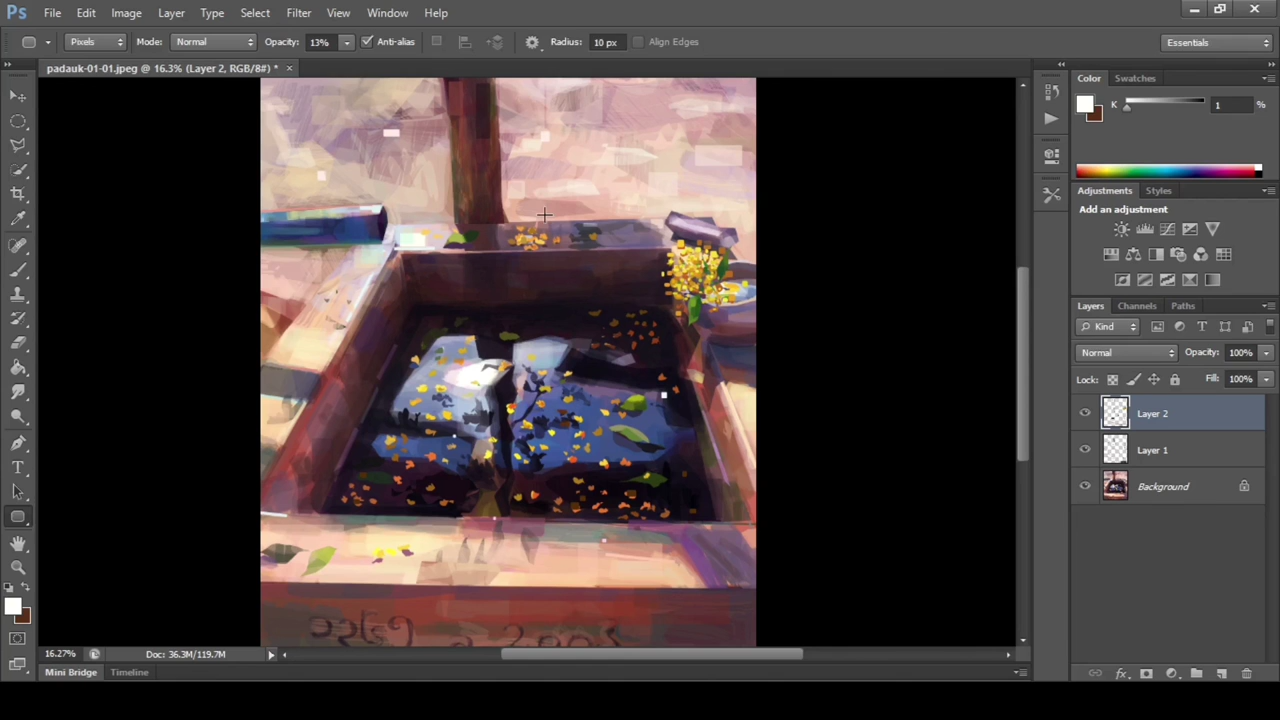 Ps File Edit Image Layer Type Select Filter View Window Help
Pixels Mode: Normal Opacity: 13% Anti-alias Radius: 10 px Align Edges Essentials
padauk-01-01.jpeg @ 16.3% (Layer 2, RGB/8#) *
Color Swatches
K 1
Adjustments Styles
Add an adjustment
Layers Channels Paths
Kind
Normal Opacity: 100%
Lock: Fill: 100%
Layer 2
Layer 1
Background
16.27% Doc: 36.3M/119.7M
Mini Bridge Timeline